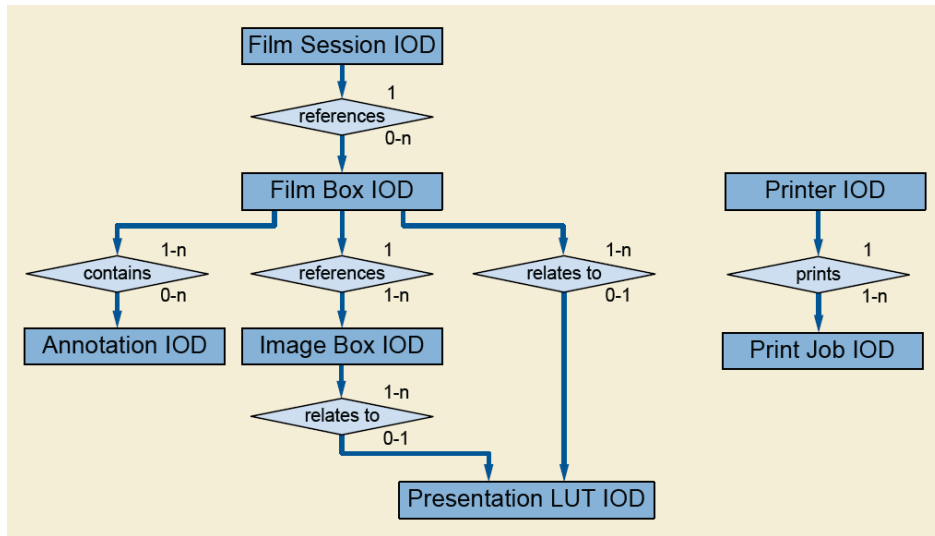 Film Session IOD
1
references
0-n
Film Box IOD
Printer IOD
1-n
1
1-n
1
contains
references
relates to
prints
0-n
1-n
0-1
1-n
Annotation IOD
Image Box IOD
Print Job IOD
1-n
relates to
0-1
Presentation LUT IOD